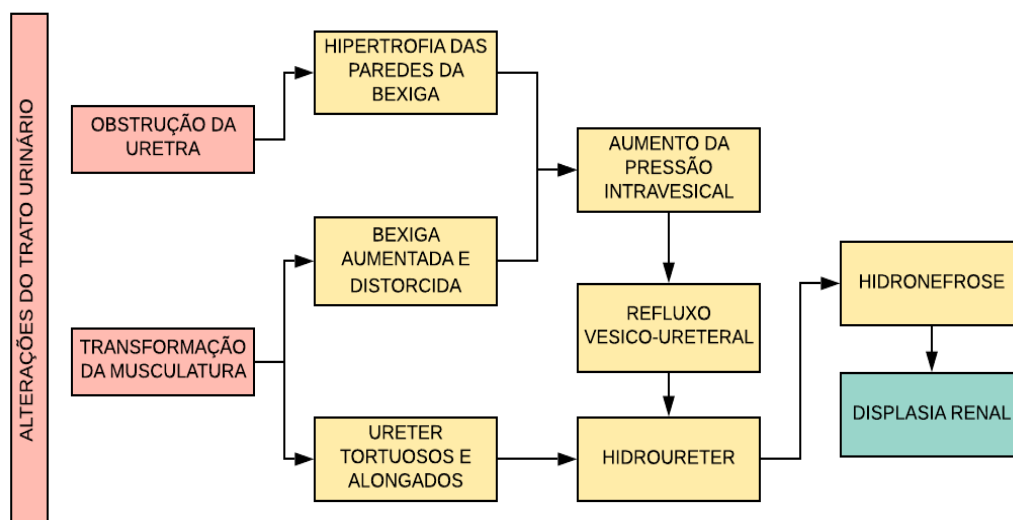 ALTERAÇÕES DO TRATO URINÁRIO
OBSTRUÇÃO DA
URETRA
TRANSFORMAÇÃO
DA MUSCULATURA
HIPERTROFIA DAS
PAREDES DA
BEXIGA
BEXIGA
AUMENTADA E
DISTORCIDA
URETER
TORTUOSOS E
ALONGADOS
AUMENTO DA
PRESSÃO
INTRAVESICAL
REFLUXO
VESICO-URETERAL
HIDROURETER
HIDRONEFROSE
DISPLASIA RENAL